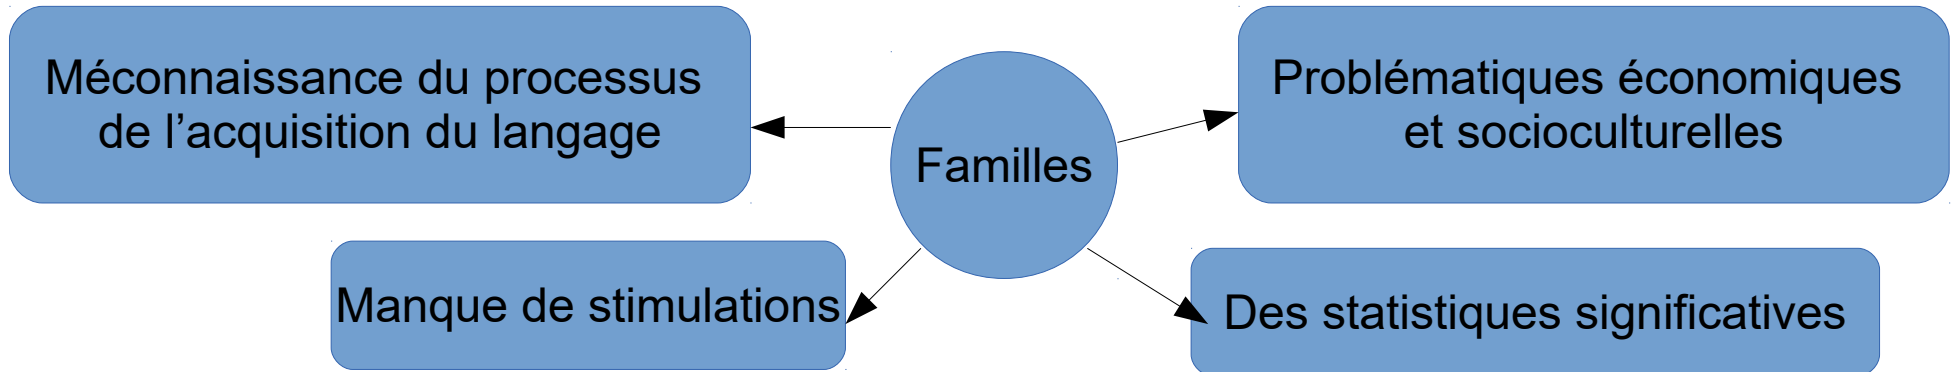 Méconnaissance du processus
de l’acquisition du langage
Familles
Problématiques économiques
et socioculturelles
Manque de stimulations
Des statistiques significatives